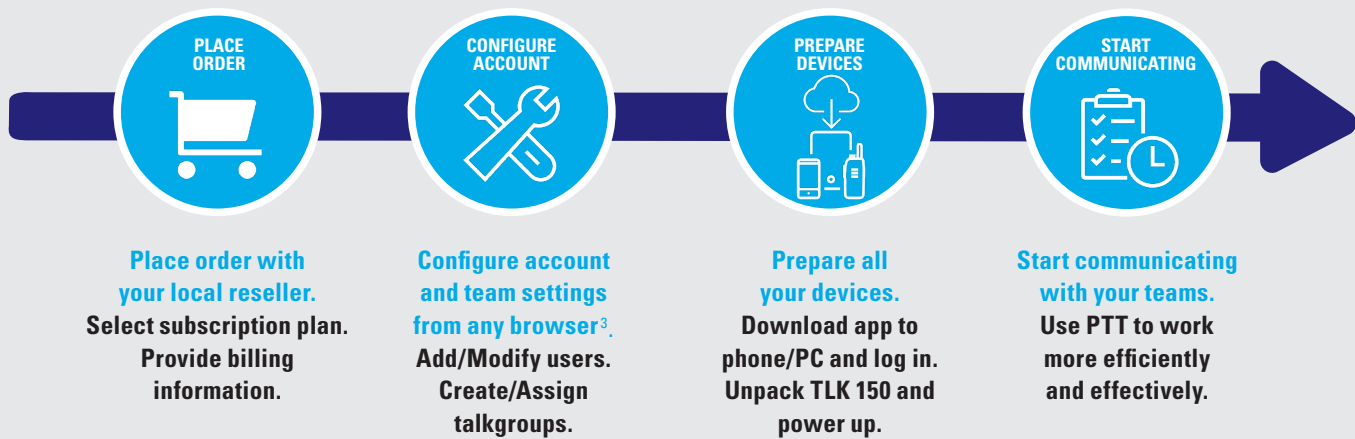 PLACE
ORDER
CONFIGURE
ACCOUNT
PREPARE
DEVICES
START
COMMUNICATING
Place order with
your local reseller.
Select subscription plan.
Provide billing
information.
Configure account
and team settings
from any browser³.
Add/Modify users.
Create/Assign
talkgroups.
Prepare all
your devices.
Download app to
phone/PC and log in.
Unpack TLK 150 and
power up.
Start communicating
with your teams.
Use PTT to work
more efficiently
and effectively.